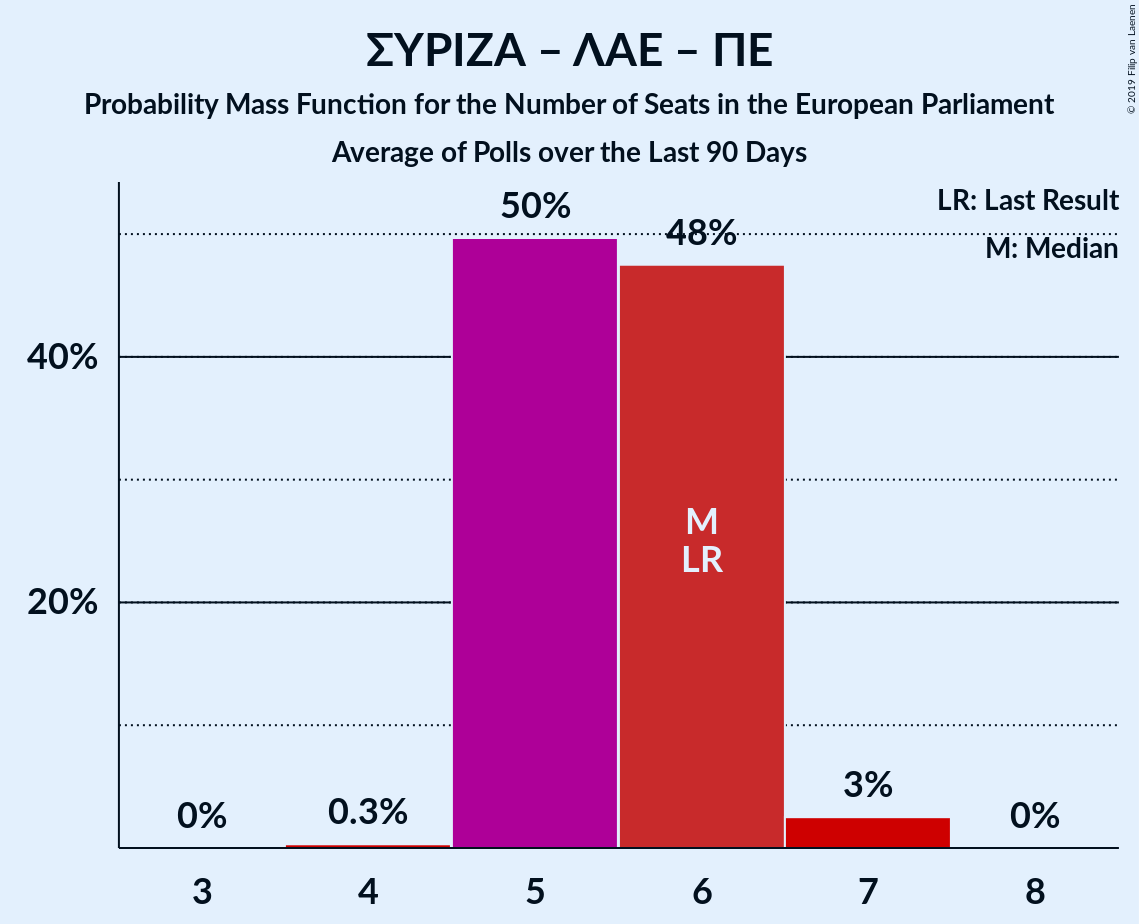 ΣΥΡΙΖΑ – ΛΑΕ – ΠΕ
Probability Mass Function for the Number of Seats in the European Parliament
Average of Polls over the Last 90 Days
© 2019 Filip van Laenen
LR: Last Result
M: Median
50%
48%
40%
20%
M
LR
0%
0.3%
3%
0%
3
4
5
6
7
8